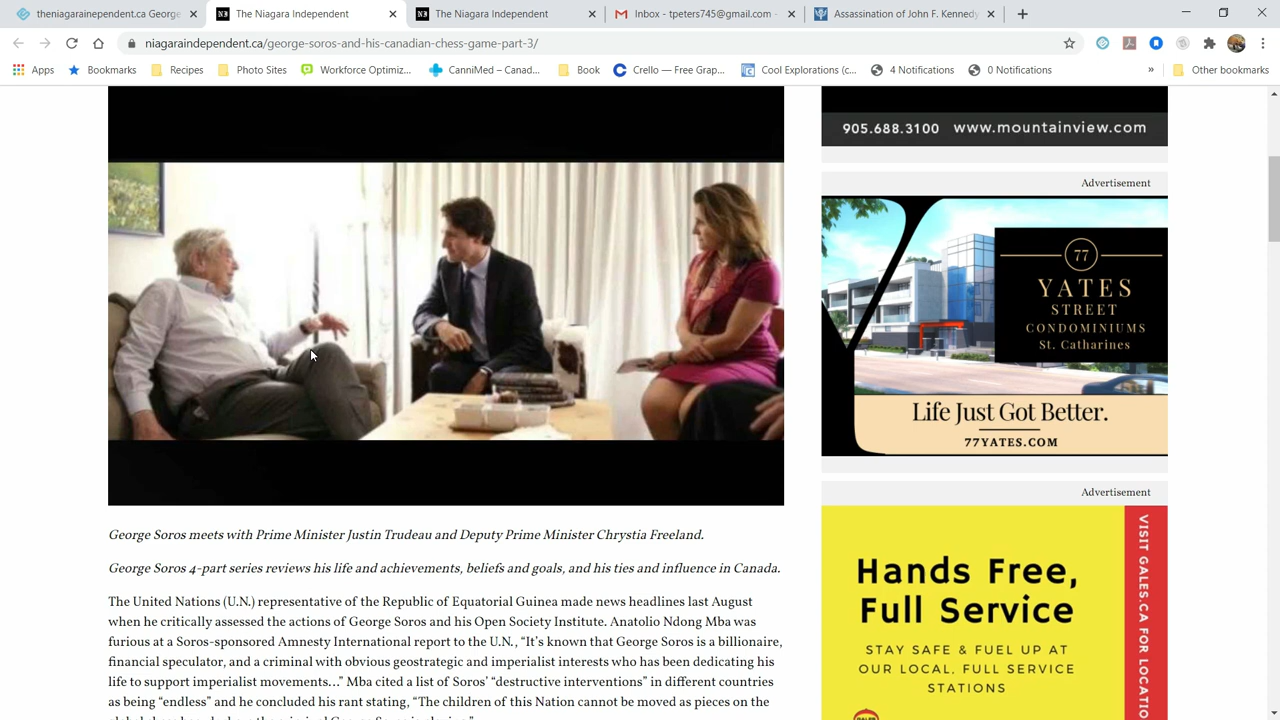 theniagaraindependent.ca George
The Niagara Independent
The Niagara Independent
Inbox - tpeters745@gmail.com -
Assassination of John F. Kennedy
niagaraindependent.ca/george-soros-and-his-canadian-chess-game-part-3/
Apps
Bookmarks
Recipes
Photo Sites
Workforce Optimiz...
CanniMed – Canad...
Book
Crello — Free Grap...
Cool Explorations (c...
4 Notifications
0 Notifications
»
Other bookmarks
905.688.3100 www.mountainview.com
Advertisement
77
YATES
STREET
CONDOMINIUMS
St. Catharines
Life Just Got Better.
77YATES.COM
Advertisement
Hands Free,
Full Service
STAY SAFE & FUEL UP AT
OUR LOCAL, FULL SERVICE
STATIONS
VISIT GALES.CA FOR LOCATIO
George Soros meets with Prime Minister Justin Trudeau and Deputy Prime Minister Chrystia Freeland.
George Soros 4-part series reviews his life and achievements, beliefs and goals, and his ties and influence in Canada.
The United Nations (U.N.) representative of the Republic of Equatorial Guinea made news headlines last August
when he critically assessed the actions of George Soros and his Open Society Institute. Anatolio Ndong Mba was
furious at a Soros-sponsored Amnesty International report to the U.N., “It’s known that George Soros is a billionaire,
financial speculator, and a criminal with obvious geostrategic and imperialist interests who has been dedicating his
life to support imperialist movements…” Mba cited a list of Soros’ “destructive interventions” in different countries
as being “endless” and he concluded his rant stating, “The children of this Nation cannot be moved as pieces on the